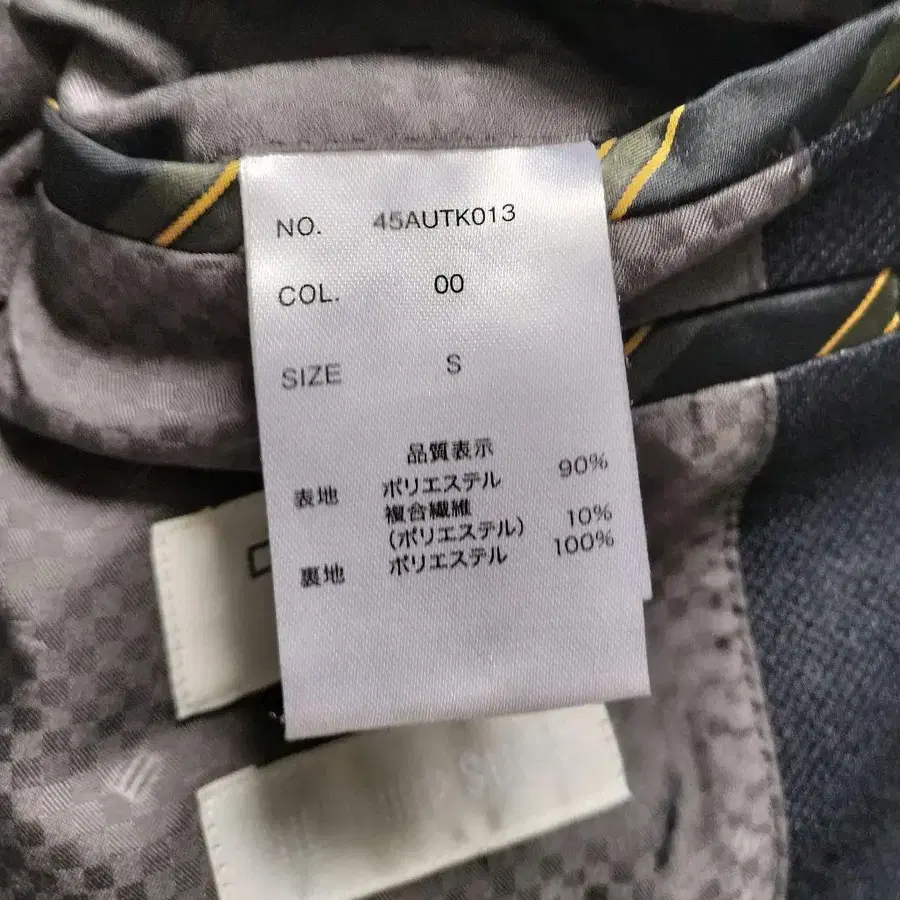 NO. 45AUTK013
COL. 00
SIZE S
品質表示
表地 ポリエステル 90%
複合繊維
(ポリエステル) 10%
裏地 ポリエステル 100%